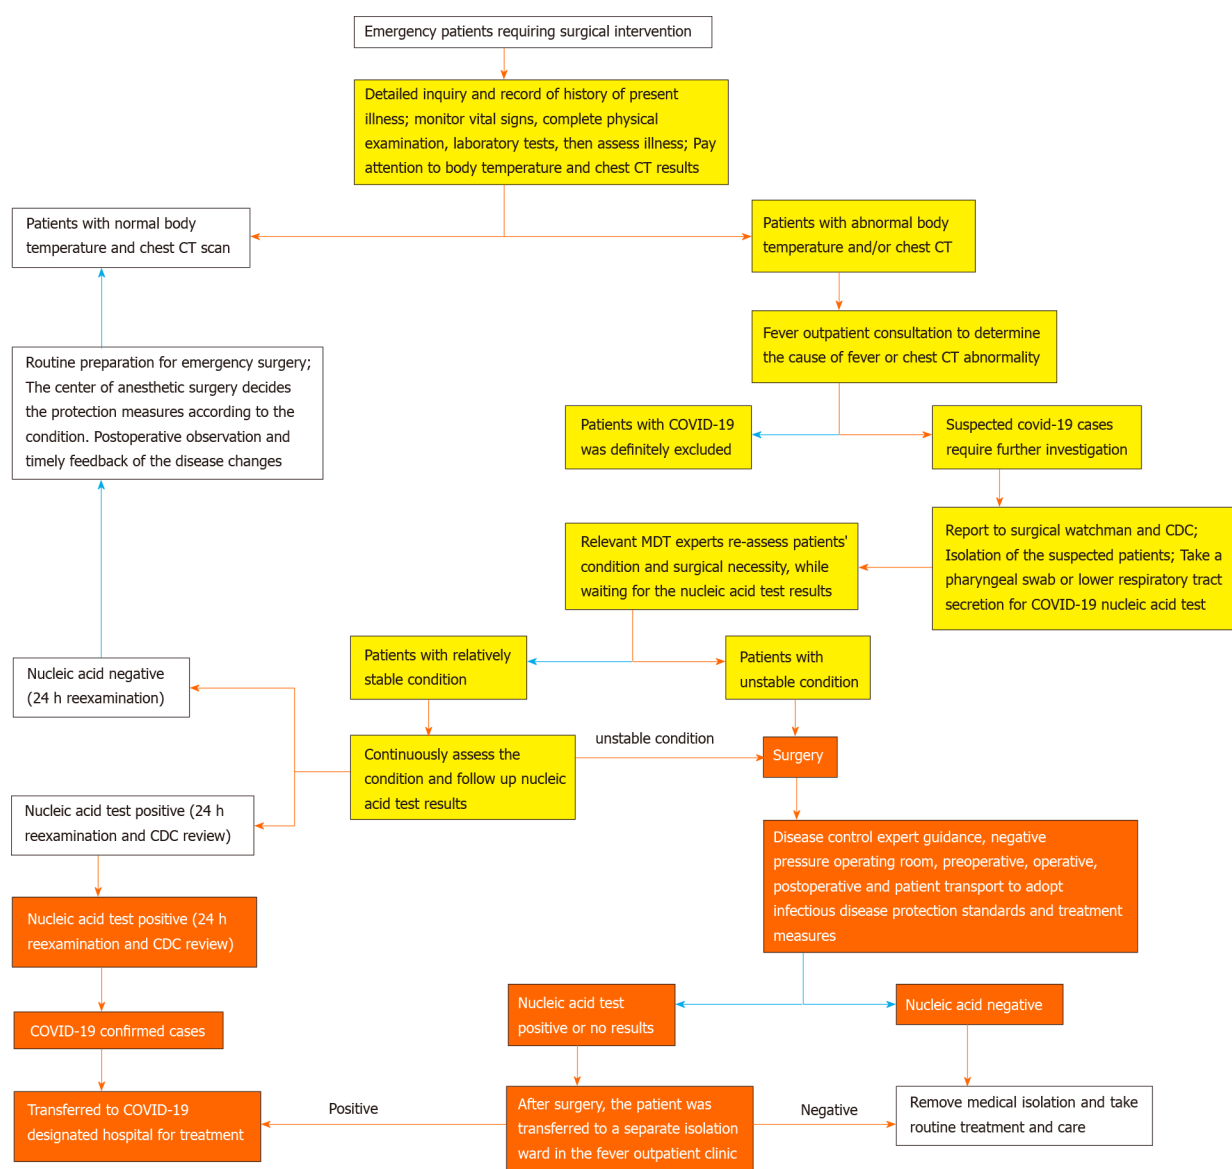 Emergency patients requiring surgical intervention
Detailed inquiry and record of history of present
illness; monitor vital signs, complete physical
examination, laboratory tests, then assess illness; Pay
attention to body temperature and chest CT results
Patients with normal body
temperature and chest CT scan
Patients with abnormal body
temperature and/or chest CT
Fever outpatient consultation to determine
the cause of fever or chest CT abnormality
Routine preparation for emergency surgery;
The center of anesthetic surgery decides
the protection measures according to the
condition. Postoperative observation and
timely feedback of the disease changes
Patients with COVID-19
was definitely excluded
Suspected covid-19 cases
require further investigation
Report to surgical watchman and CDC;
Isolation of the suspected patients; Take a
pharyngeal swab or lower respiratory tract
secretion for COVID-19 nucleic acid test
Relevant MDT experts re-assess patients'
condition and surgical necessity, while
waiting for the nucleic acid test results
Patients with relatively
stable condition
Patients with
unstable condition
Nucleic acid negative
(24 h reexamination)
Continuously assess the
condition and follow up nucleic
acid test results
unstable condition
Surgery
Nucleic acid test positive (24 h
reexamination and CDC review)
Disease control expert guidance, negative
pressure operating room, preoperative, operative,
postoperative and patient transport to adopt
infectious disease protection standards and treatment
measures
Nucleic acid test positive (24 h
reexamination and CDC review)
Nucleic acid test
positive or no results
Nucleic acid negative
COVID-19 confirmed cases
Transferred to COVID-19
designated hospital for treatment
Positive
After surgery, the patient was
transferred to a separate isolation
ward in the fever outpatient clinic
Negative
Remove medical isolation and take
routine treatment and care